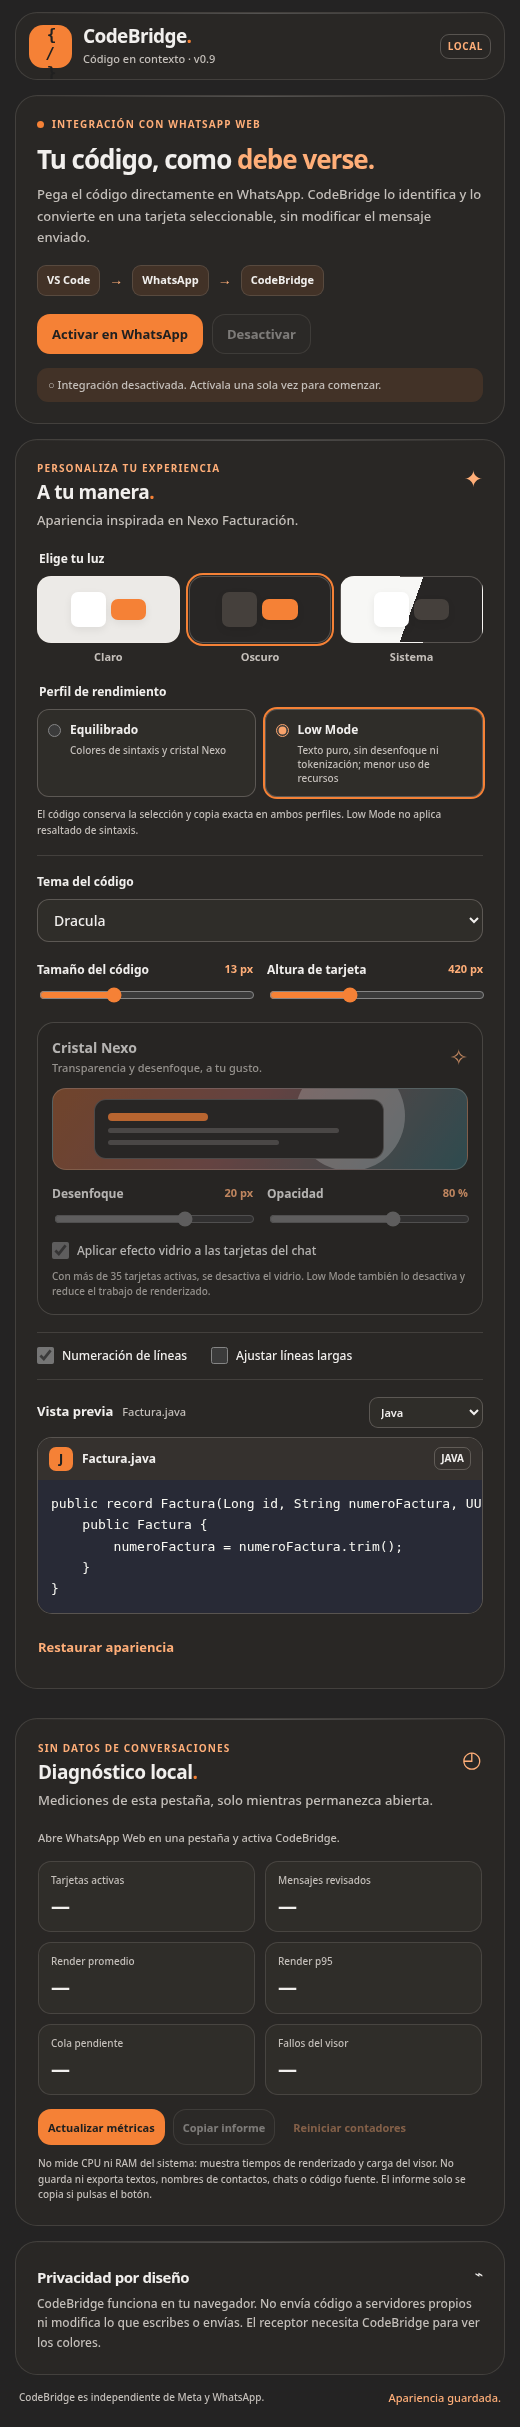 {
/
}
CodeBridge.
Código en contexto · v0.9
LOCAL
INTEGRACIÓN CON WHATSAPP WEB
Tu código, como debe verse.
Pega el código directamente en WhatsApp. CodeBridge lo identifica y lo
convierte en una tarjeta seleccionable, sin modificar el mensaje
enviado.
VS Code → WhatsApp → CodeBridge
Activar en WhatsApp
Desactivar
○ Integración desactivada. Actívala una sola vez para comenzar.
PERSONALIZA TU EXPERIENCIA
A tu manera.
Apariencia inspirada en Nexo Facturación.
Elige tu luz
Claro
Oscuro
Sistema
Perfil de rendimiento
Equilibrado
Colores de sintaxis y cristal Nexo
Low Mode
Texto puro, sin desenfoque ni
tokenización; menor uso de
recursos
El código conserva la selección y copia exacta en ambos perfiles. Low Mode no aplica
resaltado de sintaxis.
Tema del código
Dracula
Tamaño del código 13 px
Altura de tarjeta 420 px
Cristal Nexo
Transparencia y desenfoque, a tu gusto.
Desenfoque 20 px
Opacidad 80 %
Aplicar efecto vidrio a las tarjetas del chat
Con más de 35 tarjetas activas, se desactiva el vidrio. Low Mode también lo desactiva y
reduce el trabajo de renderizado.
Numeración de líneas
Ajustar líneas largas
Vista previa Factura.java
Java
J
Factura.java
JAVA
public record Factura(Long id, String numeroFactura, UU
    public Factura {
        numeroFactura = numeroFactura.trim();
    }
}
Restaurar apariencia
SIN DATOS DE CONVERSACIONES
Diagnóstico local.
Mediciones de esta pestaña, solo mientras permanezca abierta.
Abre WhatsApp Web en una pestaña y activa CodeBridge.
Tarjetas activas
—
Mensajes revisados
—
Render promedio
—
Render p95
—
Cola pendiente
—
Fallos del visor
—
Actualizar métricas
Copiar informe
Reiniciar contadores
No mide CPU ni RAM del sistema: muestra tiempos de renderizado y carga del visor. No
guarda ni exporta textos, nombres de contactos, chats o código fuente. El informe solo se
copia si pulsas el botón.
Privacidad por diseño
CodeBridge funciona en tu navegador. No envía código a servidores propios
ni modifica lo que escribes o envías. El receptor necesita CodeBridge para ver
los colores.
CodeBridge es independiente de Meta y WhatsApp.
Apariencia guardada.